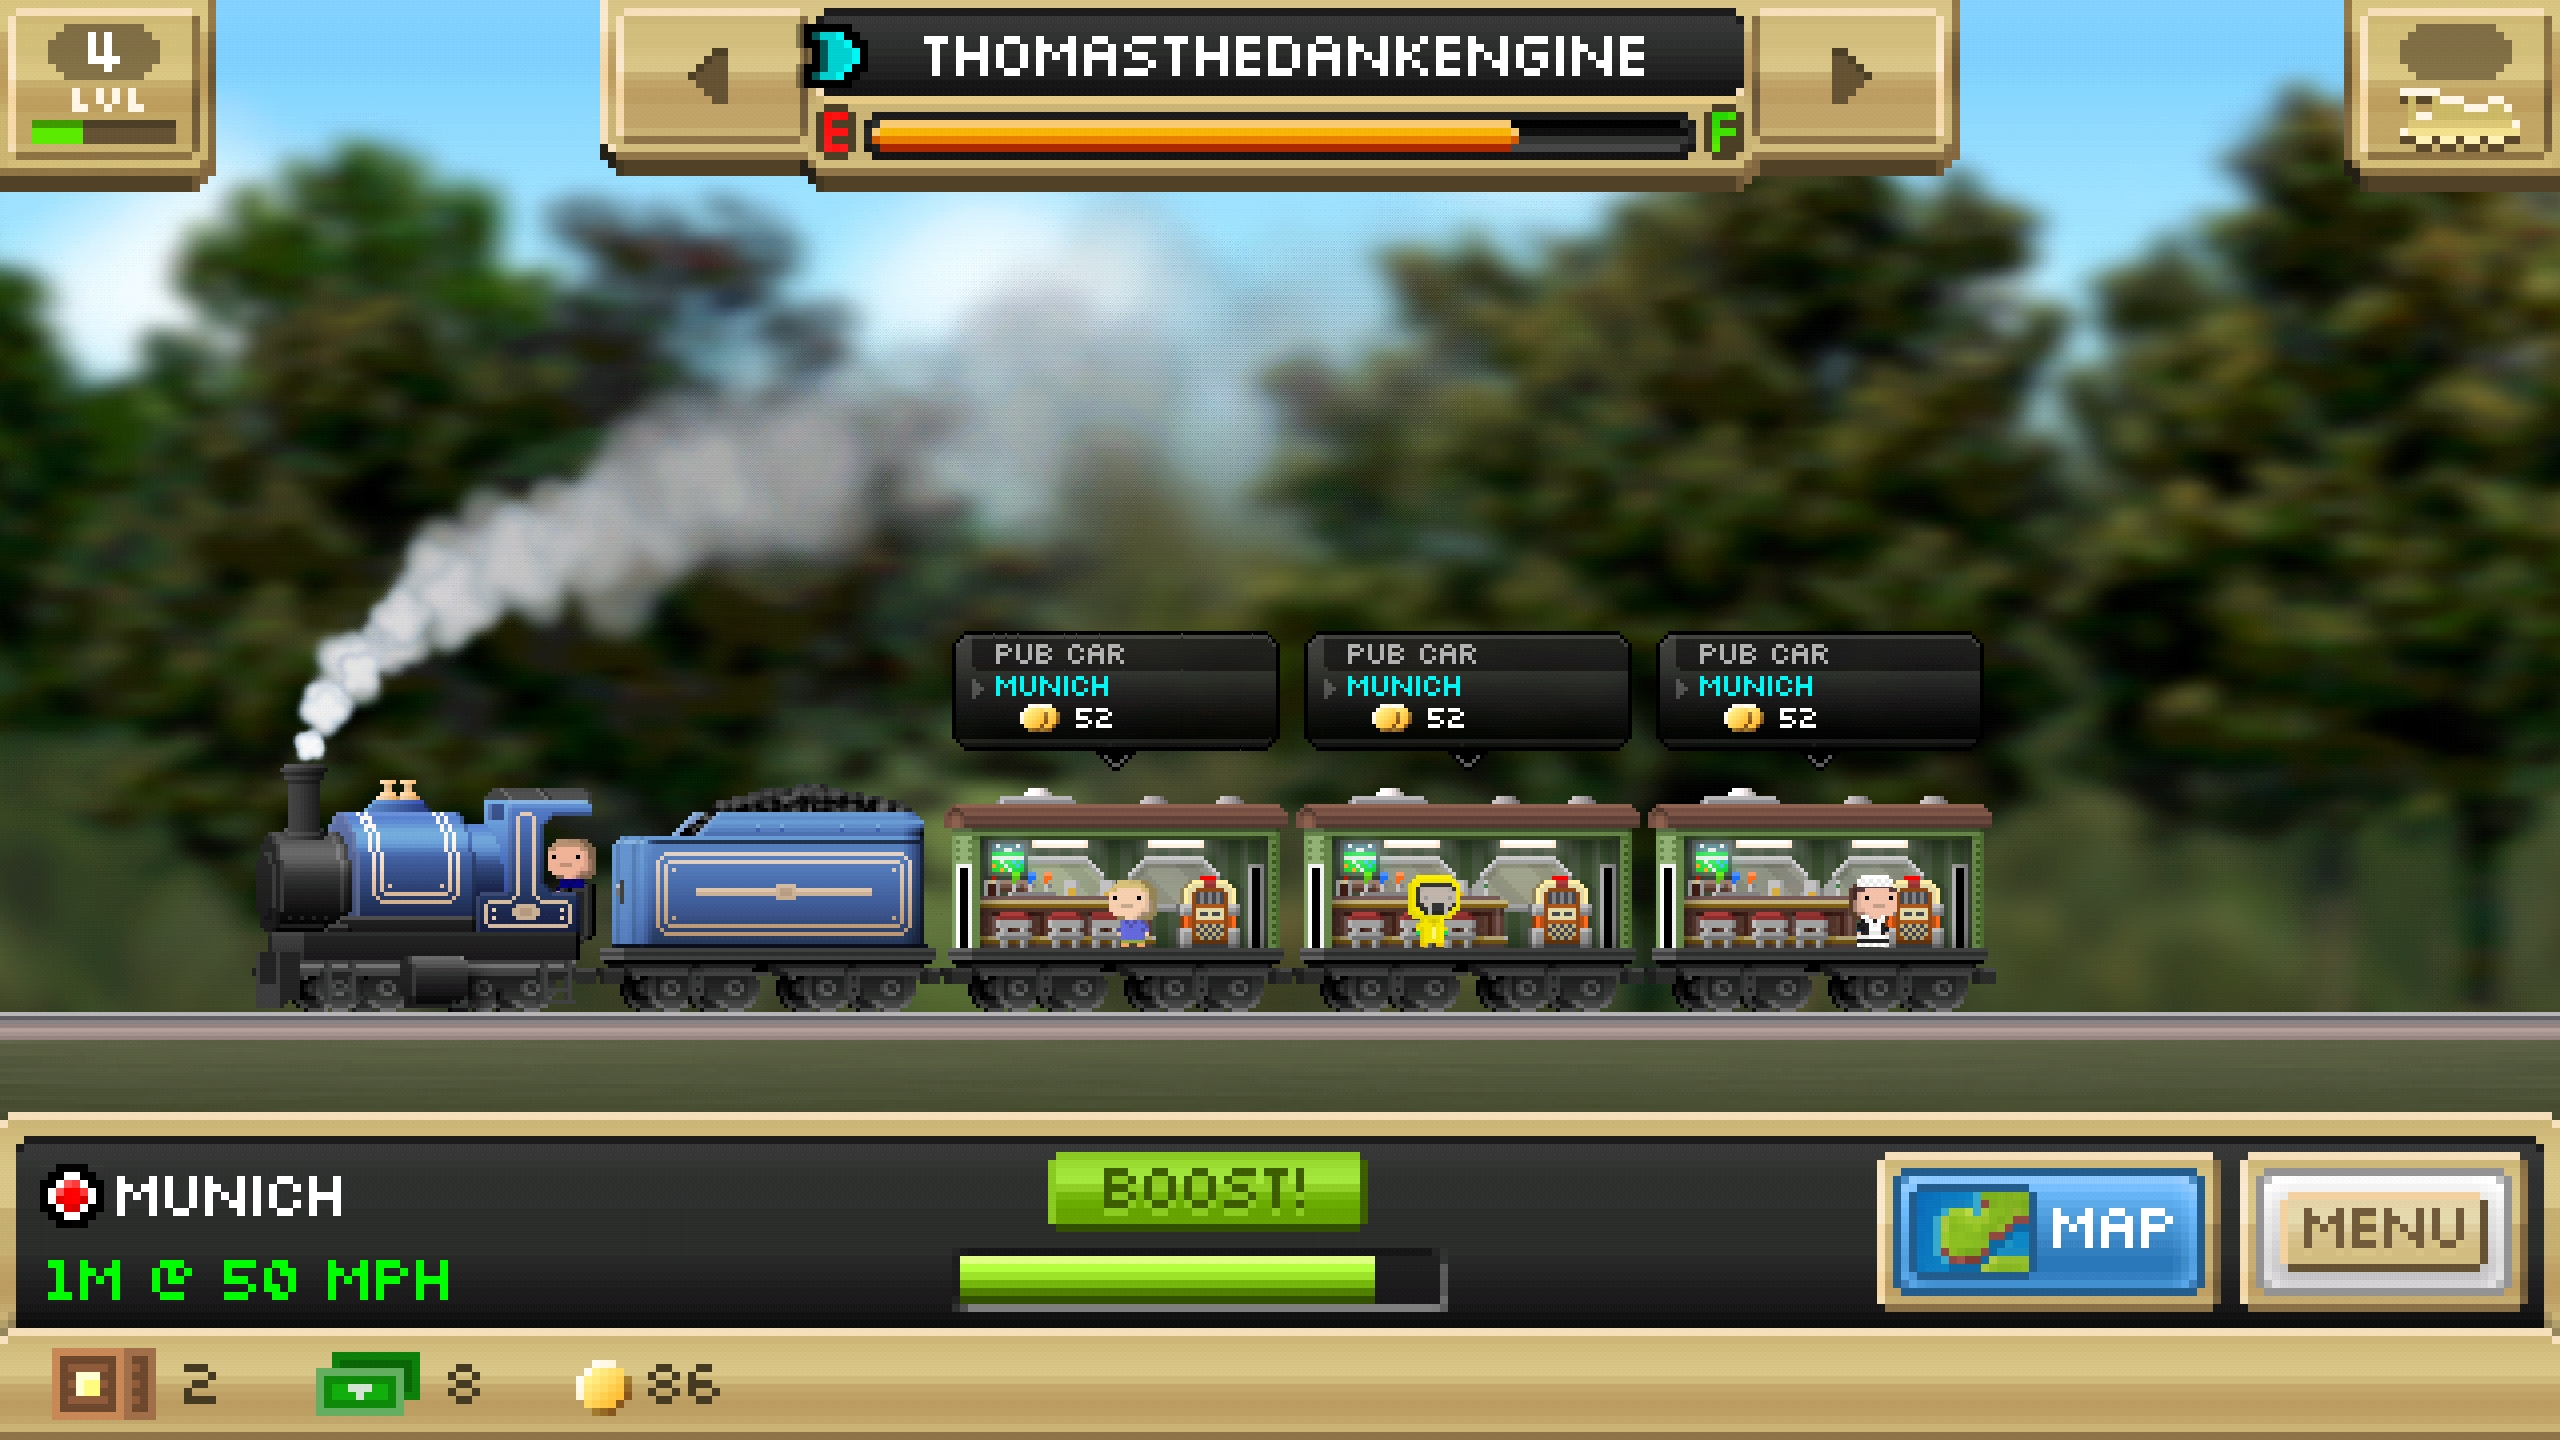 4
LVL
THOMASTHEDANKENGINE
E F
PUB CAR
MUNICH
52
PUB CAR
MUNICH
52
PUB CAR
MUNICH
52
MUNICH
1M @ 50 MPH
BOOST!
MAP
MENU
2 8 86